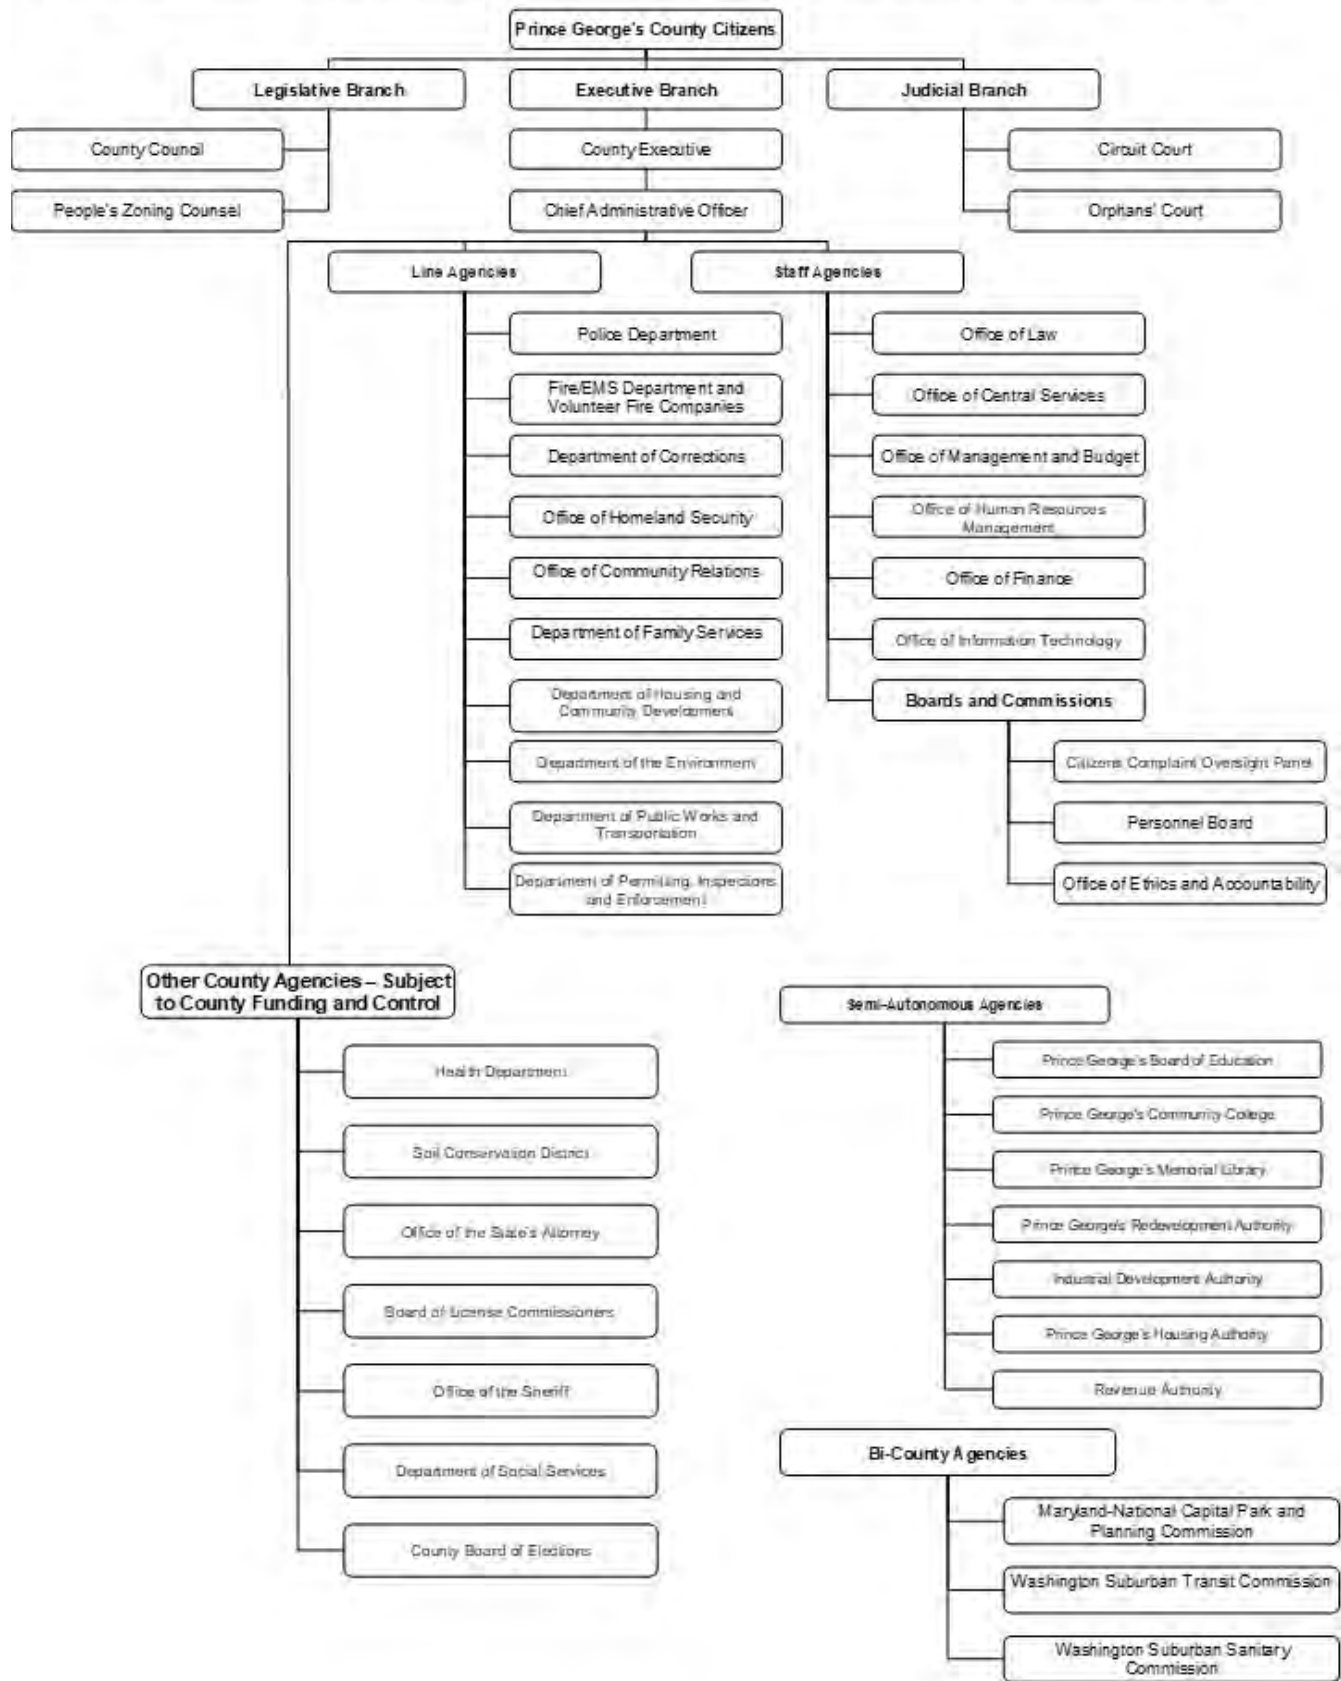 Prince George's County Citizens
Legislative Branch
Executive Branch
Judicial Branch
County Council
County Executive
Circuit Court
People's Zoning Counsel
Chief Administrative Officer
Orphans' Court
Line Agencies
Staff Agencies
Police Department
Office of Law
Fire/EMS Department and
Volunteer Fire Companies
Office of Central Services
Department of Corrections
Office of Management and Budget
Office of Homeland Security
Office of Human Resources
Management
Office of Community Relations
Office of Finance
Department of Family Services
Office of Information Technology
Department of Housing and
Community Development
Boards and Commissions
Department of the Environment
Citizens Complaint Oversight Panel
Department of Public Works and
Transportation
Personnel Board
Department of Permitting, Inspections
and Enforcement
Office of Ethics and Accountability
Other County Agencies – Subject
to County Funding and Control
Health Department
Soil Conservation District
Office of the State's Attorney
Board of License Commissioners
Office of the Sheriff
Department of Social Services
County Board of Elections
Semi-Autonomous Agencies
Prince George's Board of Education
Prince George's Community College
Prince George's Memorial Library
Prince George's Redevelopment Authority
Industrial Development Authority
Prince George's Housing Authority
Revenue Authority
Bi-County Agencies
Maryland-National Capital Park and
Planning Commission
Washington Suburban Transit Commission
Washington Suburban Sanitary
Commission